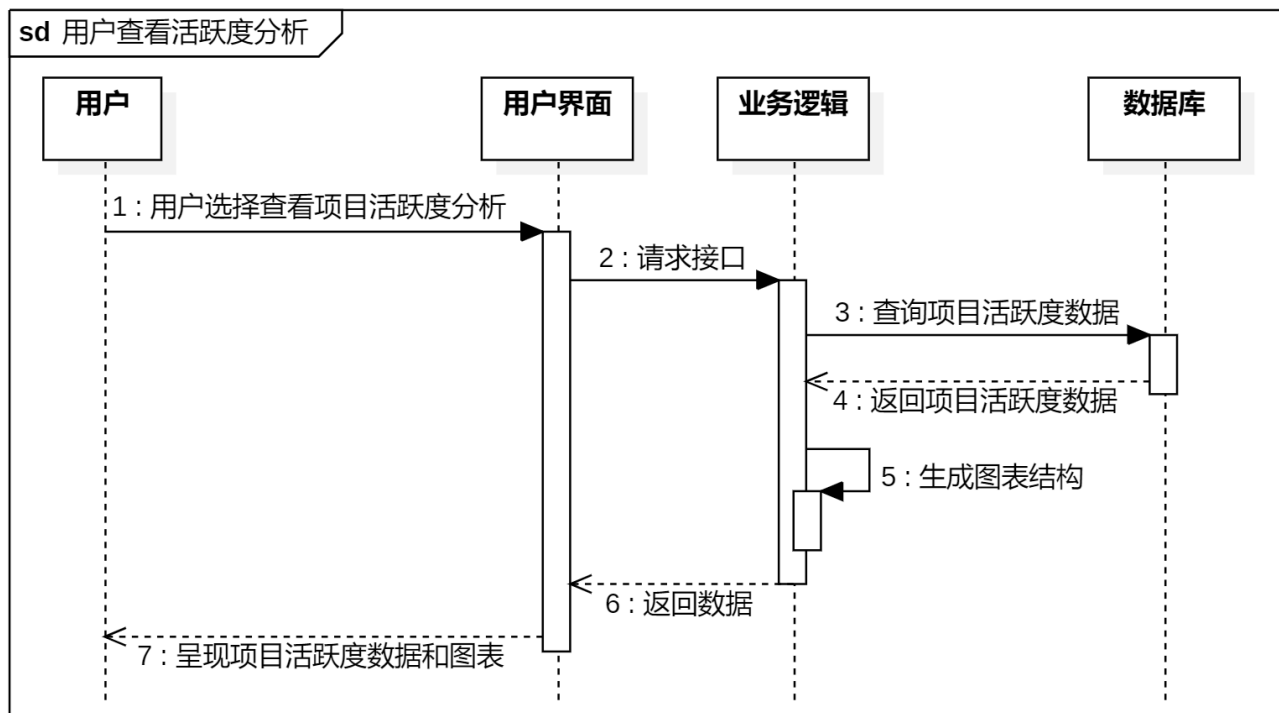 sd 用户查看活跃度分析
用户
用户界面
业务逻辑
数据库
1 : 用户选择查看项目活跃度分析
2 : 请求接口
3 : 查询项目活跃度数据
4 : 返回项目活跃度数据
5 : 生成图表结构
6 : 返回数据
7 : 呈现项目活跃度数据和图表